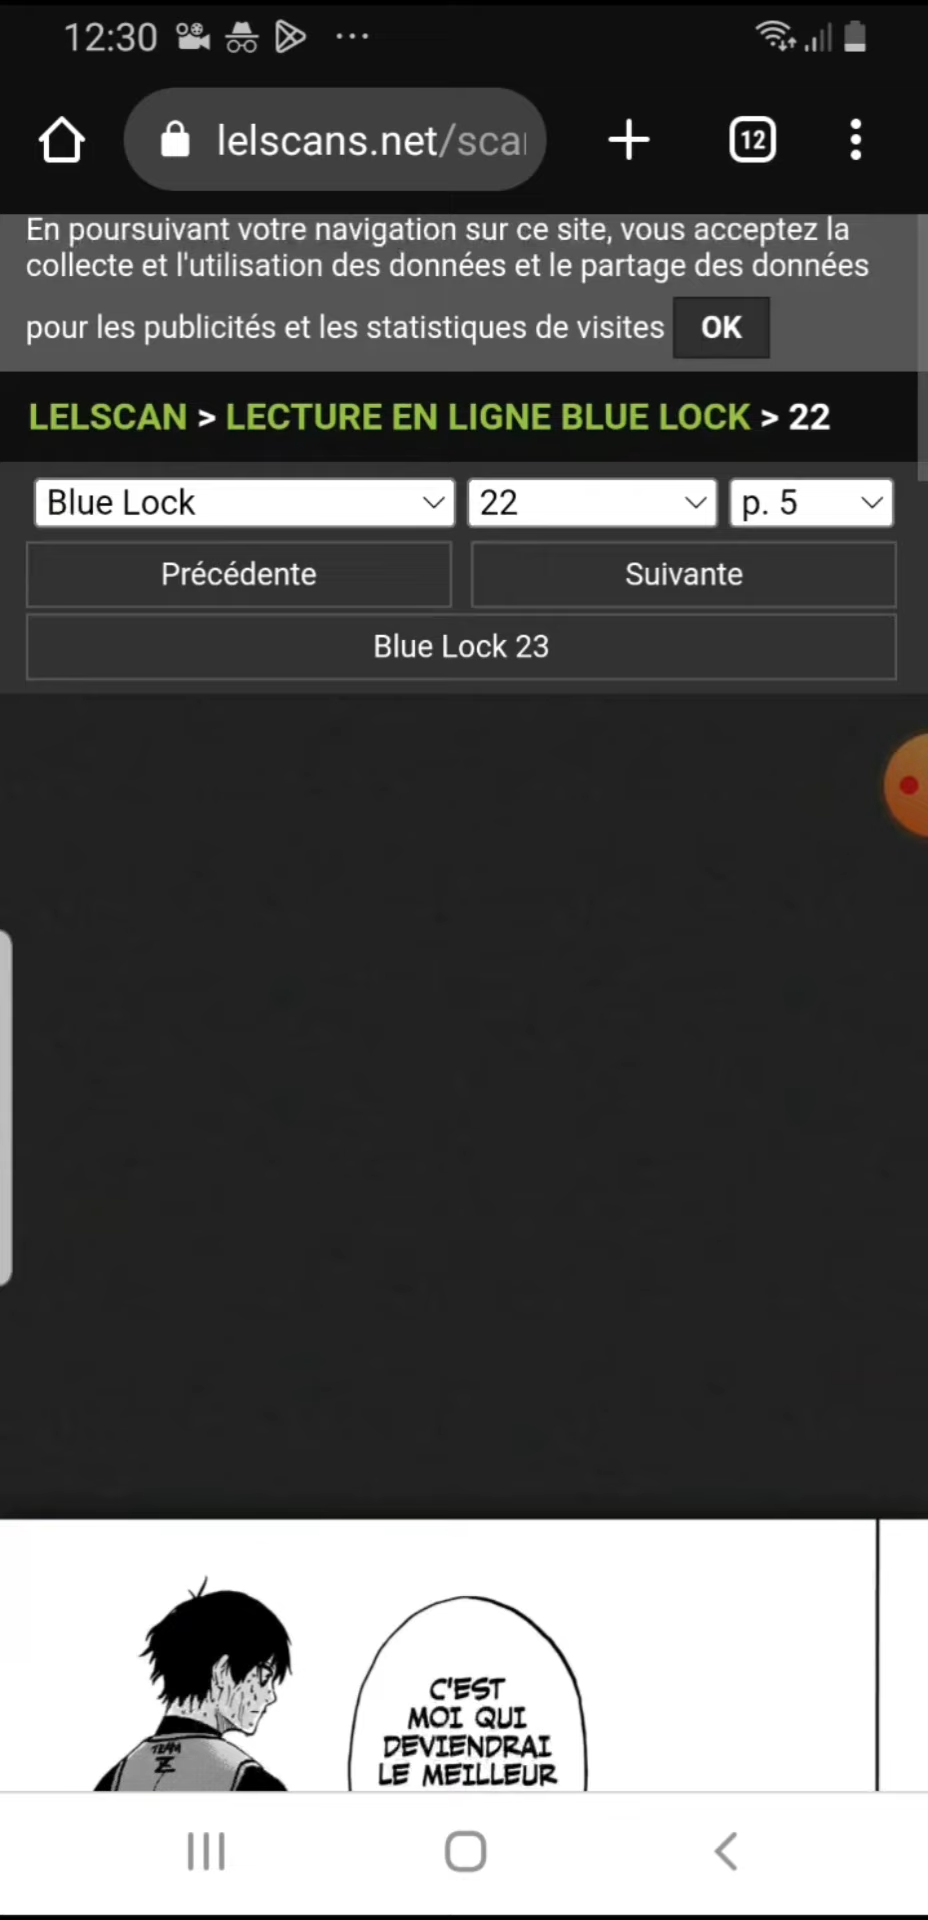 12:30
lelscans.net/sca
12
En poursuivant votre navigation sur ce site, vous acceptez la
collecte et l'utilisation des données et le partage des données
pour les publicités et les statistiques de visites OK
LELSCAN > LECTURE EN LIGNE BLUE LOCK > 22
Blue Lock 22 p. 5
Précédente Suivante
Blue Lock 23
C'EST
MOI QUI
DEVIENDRAI
LE MEILLEUR
TEAM
Z